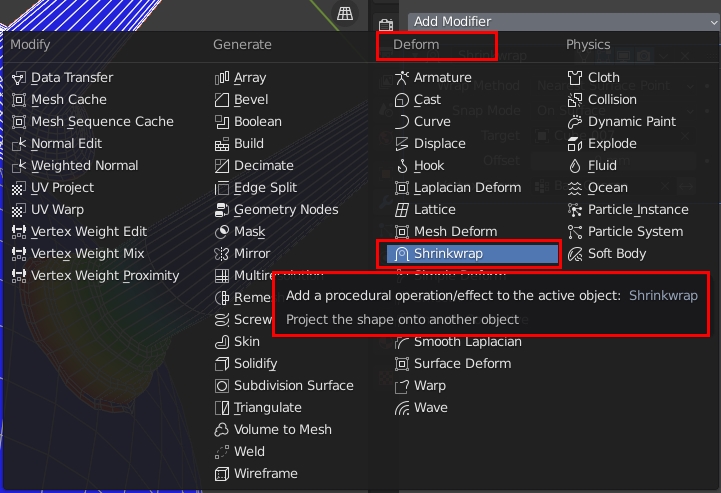 Add Modifier
Modify
Data Transfer
Mesh Cache
Mesh Sequence Cache
Normal Edit
Weighted Normal
UV Project
UV Warp
Vertex Weight Edit
Vertex Weight Mix
Vertex Weight Proximity
Generate
Array
Bevel
Boolean
Build
Decimate
Edge Split
Geometry Nodes
Mask
Mirror
Multiresolution
Screw
Skin
Solidify
Subdivision Surface
Triangulate
Volume to Mesh
Weld
Wireframe
Deform
Armature
Cast
Curve
Displace
Hook
Laplacian Deform
Lattice
Mesh Deform
Shrinkwrap
Add a procedural operation/effect to the active object: Shrinkwrap
Project the shape onto another object
Smooth Laplacian
Surface Deform
Warp
Wave
Physics
Cloth
Collision
Dynamic Paint
Explode
Fluid
Ocean
Particle Instance
Particle System
Soft Body